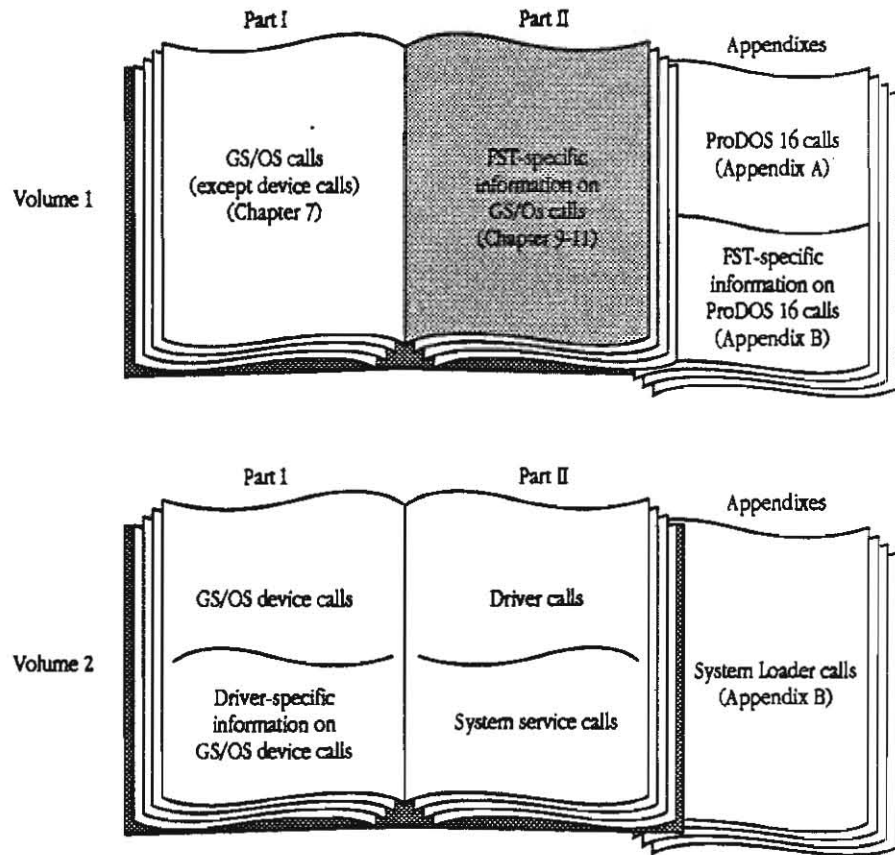 Part I
Part II
Appendixes
Volume 1
GS/OS calls
(except device calls)
(Chapter 7)
FST-specific
information on
GS/Os calls
(Chapter 9-11)
ProDOS 16 calls
(Appendix A)
FST-specific
information on
ProDOS 16 calls
(Appendix B)
Part I
Part II
Appendixes
Volume 2
GS/OS device calls
Driver-specific
information on
GS/OS device calls
Driver calls
System service calls
System Loader calls
(Appendix B)